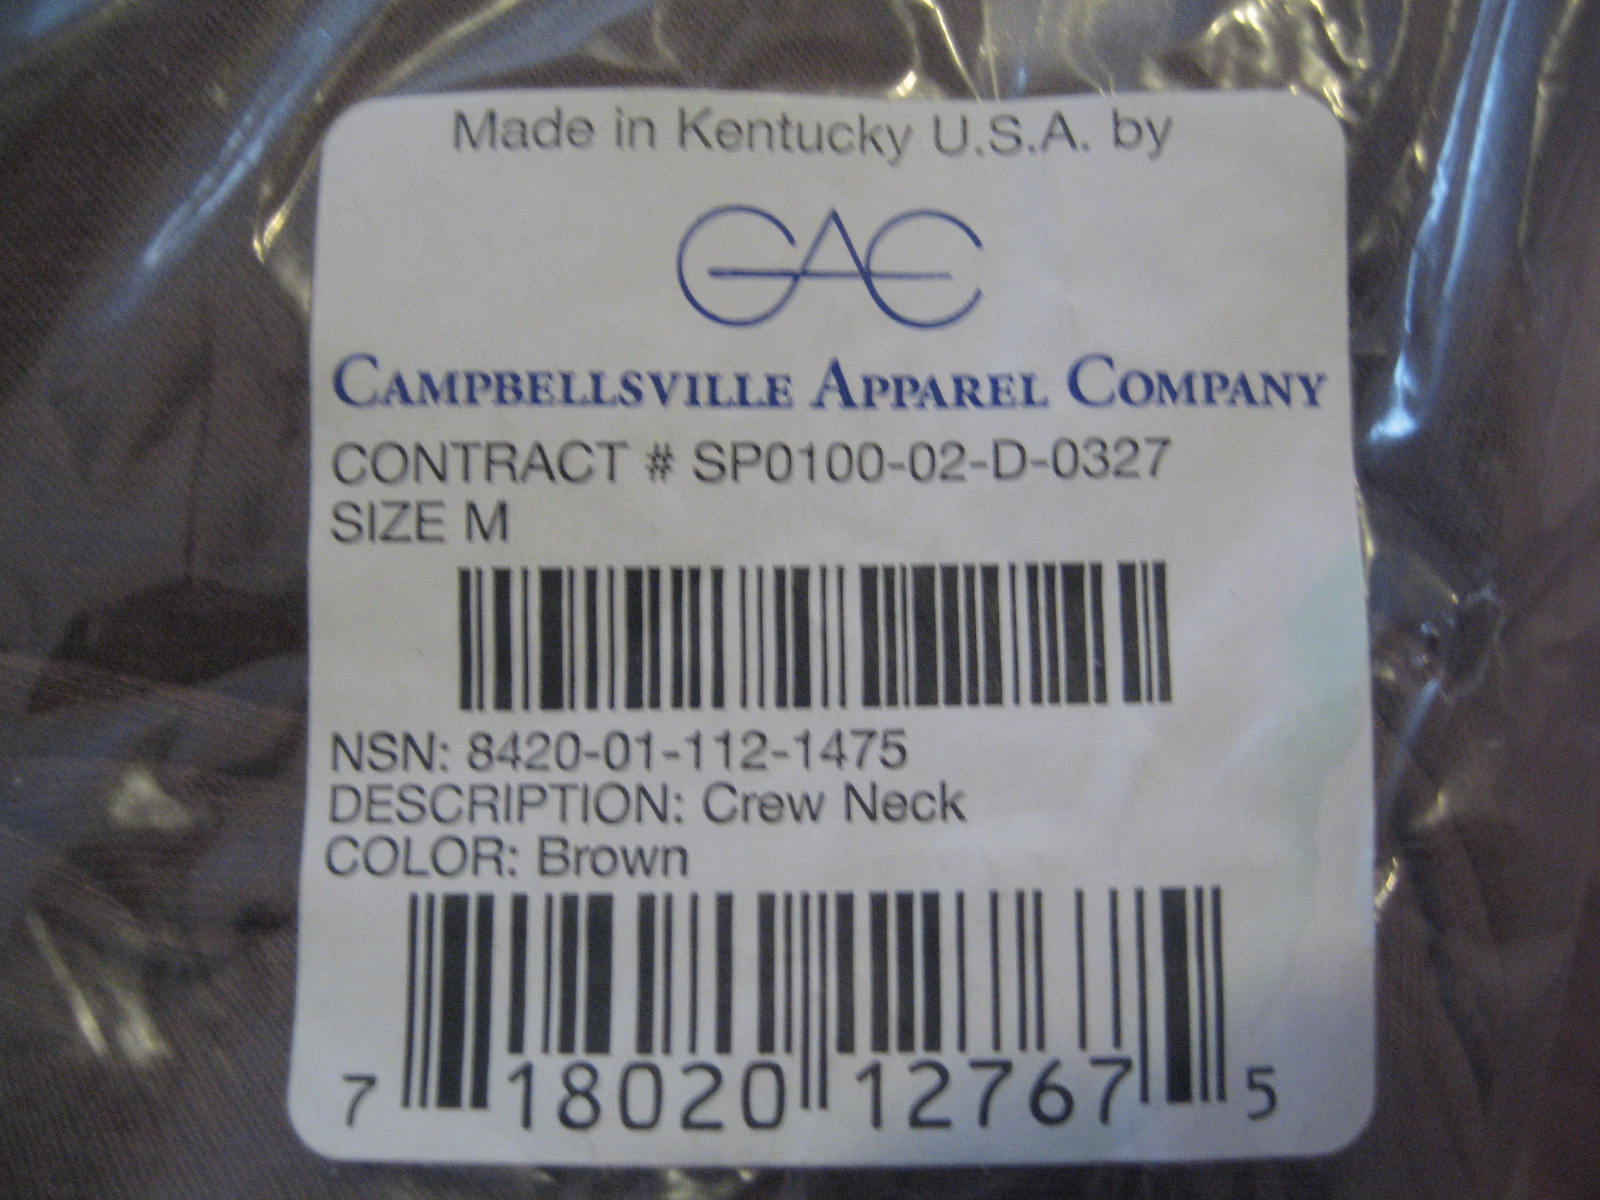 Made in Kentucky U.S.A. by
CAC
CAMPBELLSVILLE APPAREL COMPANY
CONTRACT # SP0100-02-D-0327
SIZE M
NSN: 8420-01-112-1475
DESCRIPTION: Crew Neck
COLOR: Brown
7 18020 12767 5